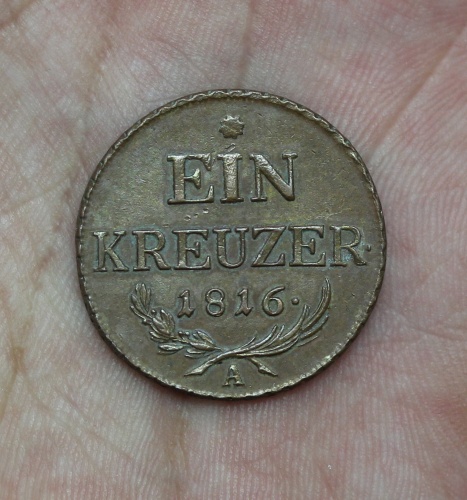 EIN
KREUZER·
1816·
A